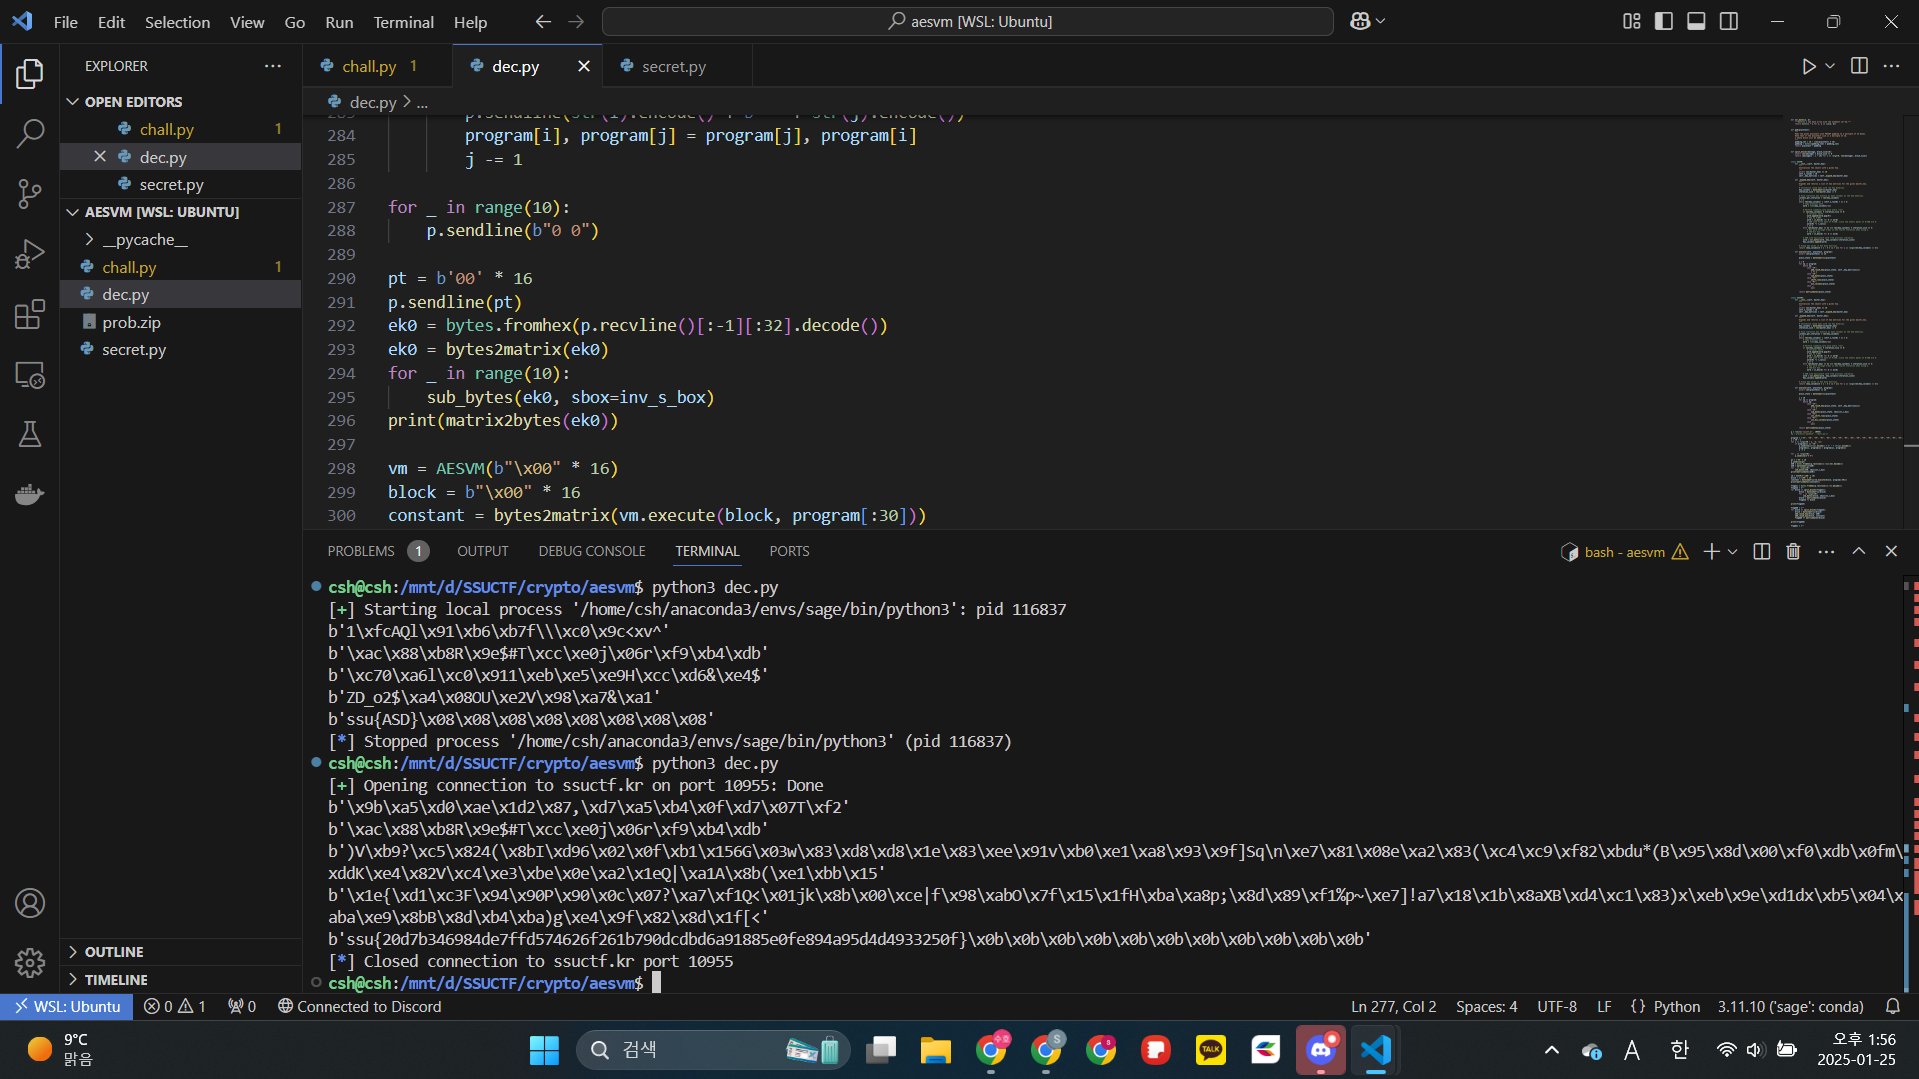 File Edit Selection View Go Run Terminal Help
aesvm [WSL: Ubuntu]
EXPLORER
chall.py 1
dec.py
secret.py
OPEN EDITORS
dec.py > ...
chall.py 1
dec.py
secret.py
AESVM [WSL: UBUNTU]
__pycache__
chall.py 1
dec.py
prob.zip
secret.py
OUTLINE
TIMELINE
284 program[i], program[j] = program[j], program[i]
285 j -= 1
286
287 for _ in range(10):
288 p.sendline(b"0 0")
289
290 pt = b'00' * 16
291 p.sendline(pt)
292 ek0 = bytes.fromhex(p.recvline()[:-1][:32].decode())
293 ek0 = bytes2matrix(ek0)
294 for _ in range(10):
295 sub_bytes(ek0, sbox=inv_s_box)
296 print(matrix2bytes(ek0))
297
298 vm = AESVM(b"\x00" * 16)
299 block = b"\x00" * 16
300 constant = bytes2matrix(vm.execute(block, program[:30]))
PROBLEMS 1 OUTPUT DEBUG CONSOLE TERMINAL PORTS
bash - aesvm
csh@csh:/mnt/d/SSUCTF/crypto/aesvm$ python3 dec.py
[+] Starting local process '/home/csh/anaconda3/envs/sage/bin/python3': pid 116837
b'1\xfcAQl\x91\xb6\xb7f\\\xc0\x9c<xv^'
b'\xac\x88\xb8R\x9e$#T\xcc\xe0j\x06r\xf9\xb4\xdb'
b'\xc70\xa6l\xc0\x911\xeb\xe5\xe9H\xcc\xd6&\xe4$'
b'ZD_o2$\xa4\x08OU\xe2V\x98\xa7&\xa1'
b'ssu{ASD}\x08\x08\x08\x08\x08\x08\x08\x08'
[*] Stopped process '/home/csh/anaconda3/envs/sage/bin/python3' (pid 116837)
csh@csh:/mnt/d/SSUCTF/crypto/aesvm$ python3 dec.py
[+] Opening connection to ssuctf.kr on port 10955: Done
b'\x9b\xa5\xd0\xae\x1d2\x87,\xd7\xa5\xb4\x0f\xd7\x07T\xf2'
b'\xac\x88\xb8R\x9e$#T\xcc\xe0j\x06r\xf9\xb4\xdb'
b')V\xb9?\xc5\x824(\x8bI\xd96\x02\x0f\xb1\x156G\x03w\x83\xd8\xd8\x1e\x83\xee\x91v\xb0\xe1\xa8\x93\x9f]Sq\n\xe7\x81\x08e\xa2\x83(\xc4\xc9\xf82\xbdu*(B\x95\x8d\x00\xf0\xdb\x0fm\
xddK\xe4\x82V\xc4\xe3\xbe\x0e\xa2\x1eQ|\xa1A\x8b(\xe1\xbb\x15'
b'\x1e{\xd1\xc3F\x94\x90P\x90\x0c\x07?\xa7\xf1Q<\x01jk\x8b\x00\xce|f\x98\xabO\x7f\x15\x1fH\xba\xa8p;\x8d\x89\xf1%p~\xe7]!a7\x18\x1b\x8aXB\xd4\xc1\x83)x\xeb\x9e\xd1dx\xb5\x04\x
aba\xe9\x8bB\x8d\xb4\xba)g\xe4\x9f\x82\x8d\x1f[<'
b'ssu{20d7b346984de7ffd574626f261b790dcdbd6a91885e0fe894a95d4d4933250f}\x0b\x0b\x0b\x0b\x0b\x0b\x0b\x0b\x0b\x0b\x0b'
[*] Closed connection to ssuctf.kr port 10955
csh@csh:/mnt/d/SSUCTF/crypto/aesvm$
WSL: Ubuntu 0 1 0 Connected to Discord Ln 277, Col 2 Spaces: 4 UTF-8 LF {} Python 3.11.10 ('sage': conda)
9°C
맑음
검색
TALK
A 한
오후 1:56
2025-01-25